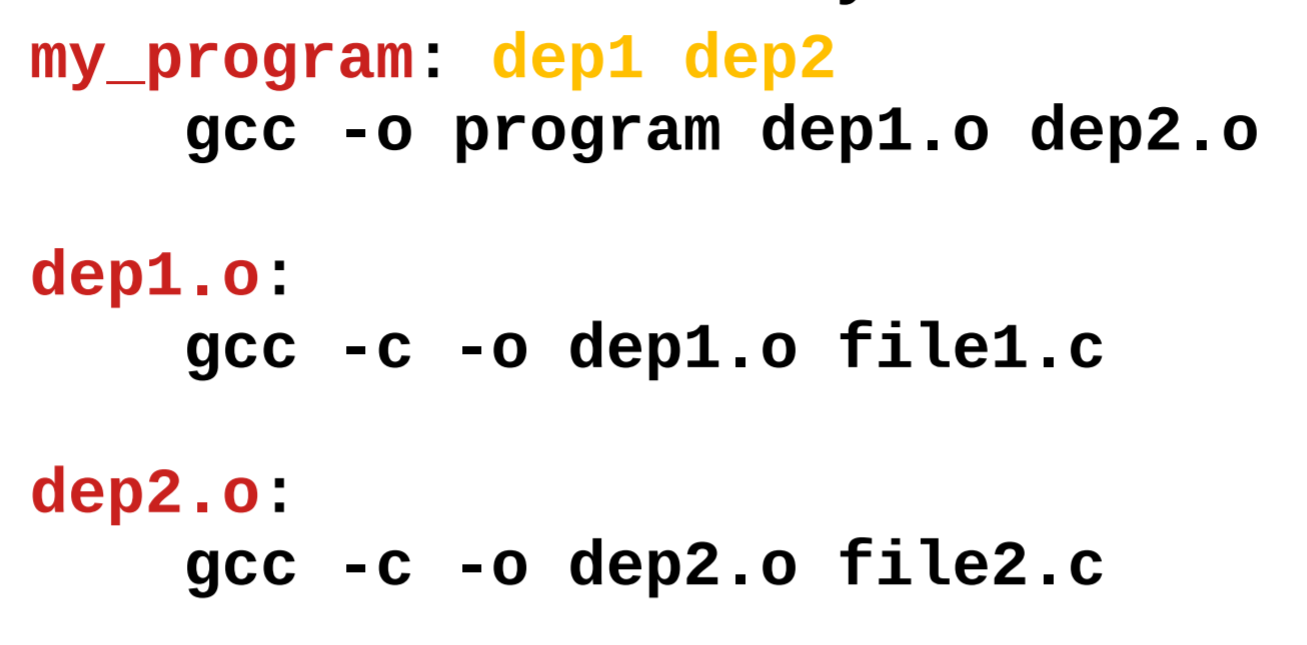 my_program: dep1 dep2
    gcc -o program dep1.o dep2.o
dep1.o:
    gcc -c -o dep1.o file1.c
dep2.o:
    gcc -c -o dep2.o file2.c